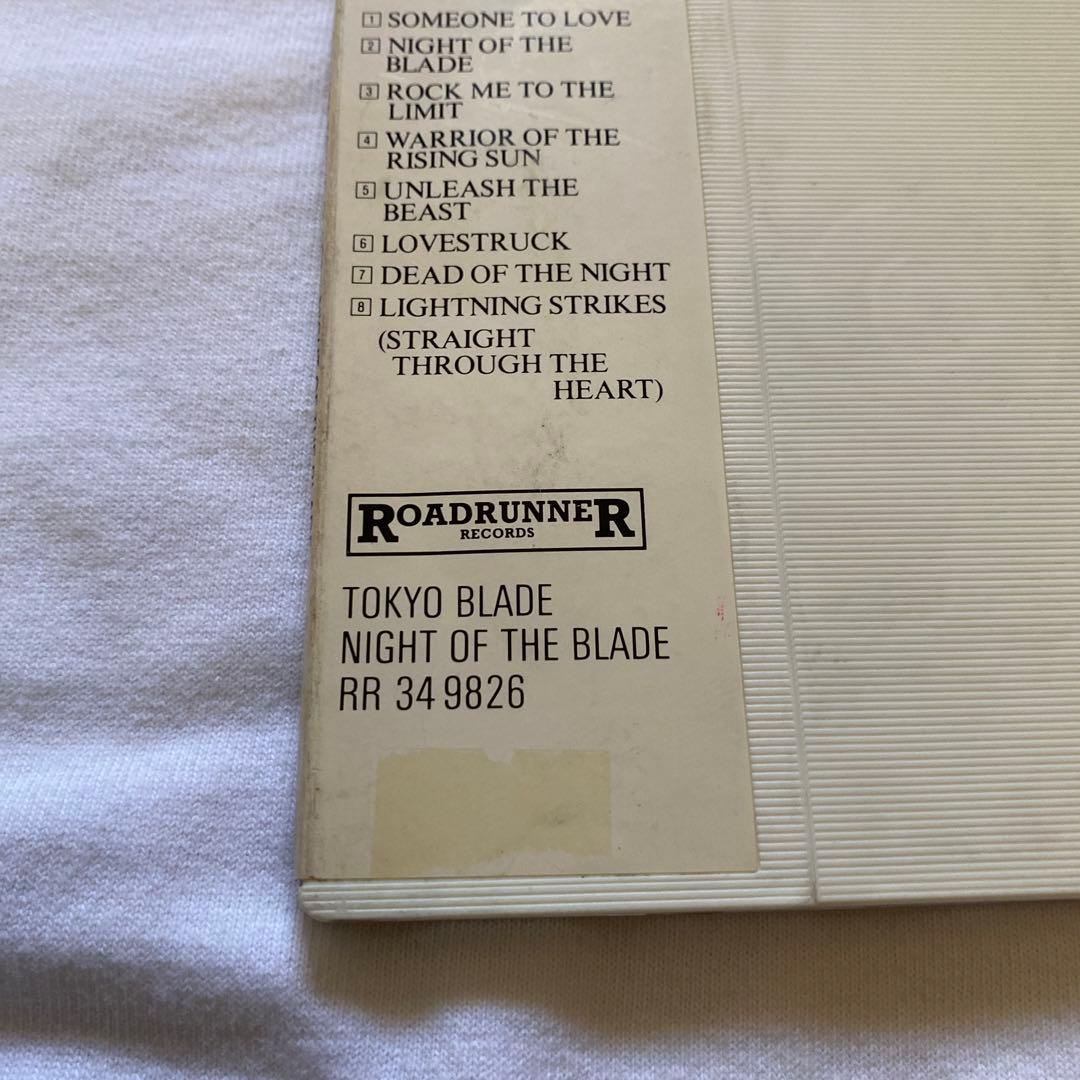 1 SOMEONE TO LOVE
2 NIGHT OF THE
BLADE
3 ROCK ME TO THE
LIMIT
4 WARRIOR OF THE
RISING SUN
5 UNLEASH THE
BEAST
6 LOVESTRUCK
7 DEAD OF THE NIGHT
8 LIGHTNING STRIKES
(STRAIGHT
THROUGH THE
HEART)
ROADRUNNER
RECORDS
TOKYO BLADE
NIGHT OF THE BLADE
RR 34 9826